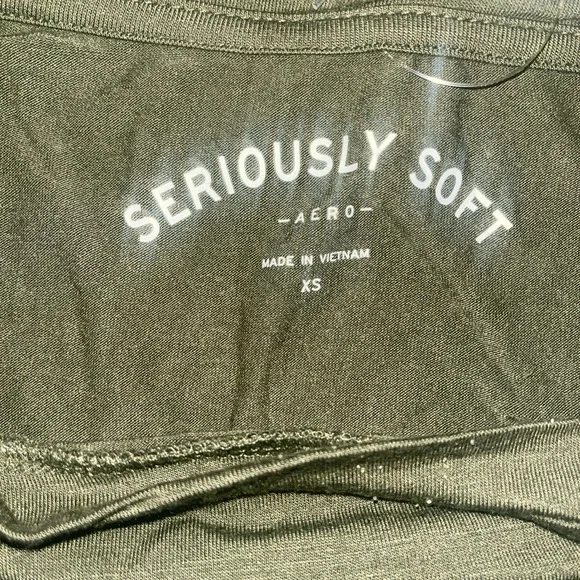 SERIOUSLY SOFT
-AERO-
MADE IN VIETNAM
XS